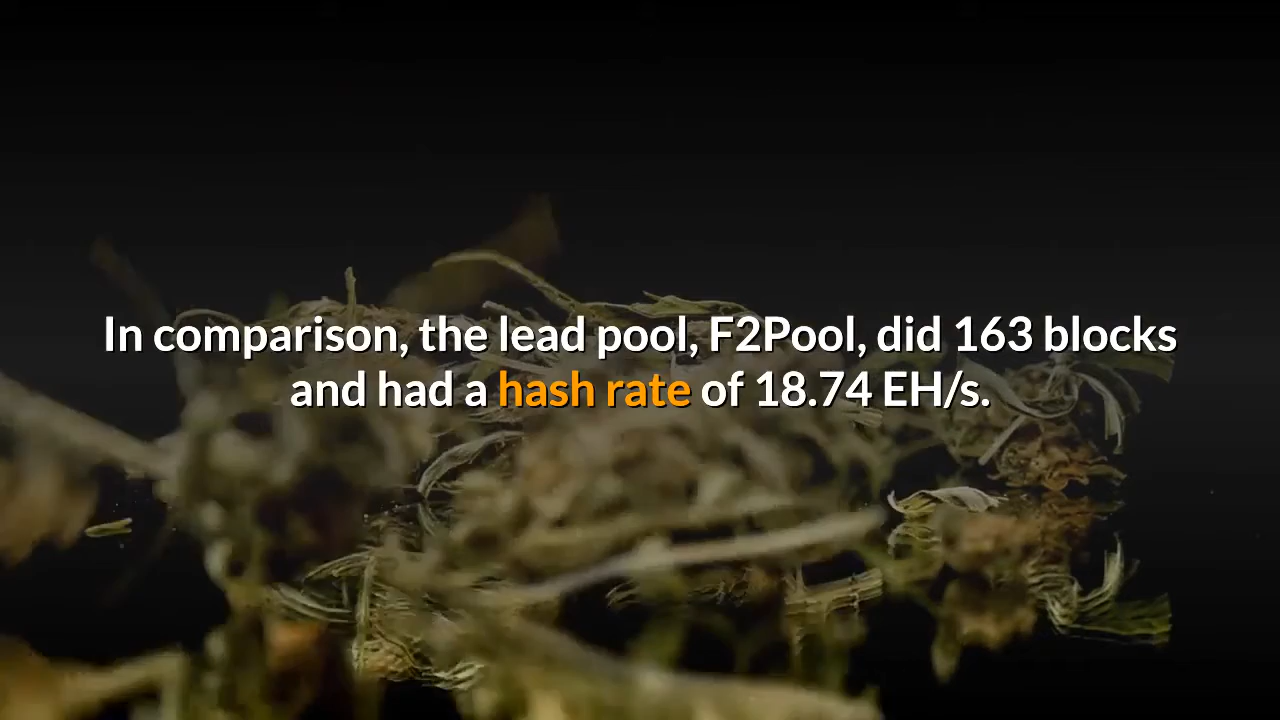 In comparison, the lead pool, F2Pool, did 163 blocks
and had a hash rate of 18.74 EH/s.